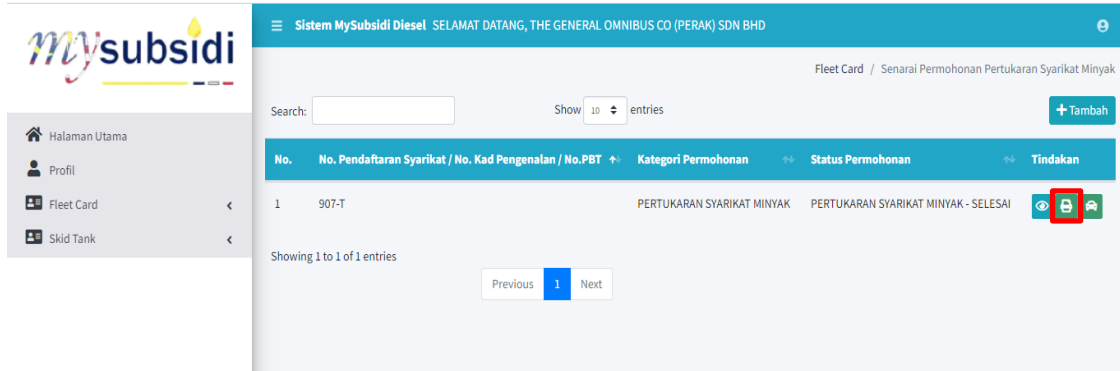 mysubsidi
Sistem MySubsidi Diesel SELAMAT DATANG, THE GENERAL OMNIBUS CO (PERAK) SDN BHD
Fleet Card / Senarai Permohonan Pertukaran Syarikat Minyak
Search: Show 10 entries +Tambah
Halaman Utama
Profil
Fleet Card
Skid Tank
No. No. Pendaftaran Syarikat / No. Kad Pengenalan / No.PBT Kategori Permohonan Status Permohonan Tindakan
1 907-T PERTUKARAN SYARIKAT MINYAK PERTUKARAN SYARIKAT MINYAK - SELESAI
Showing 1 to 1 of 1 entries
Previous 1 Next